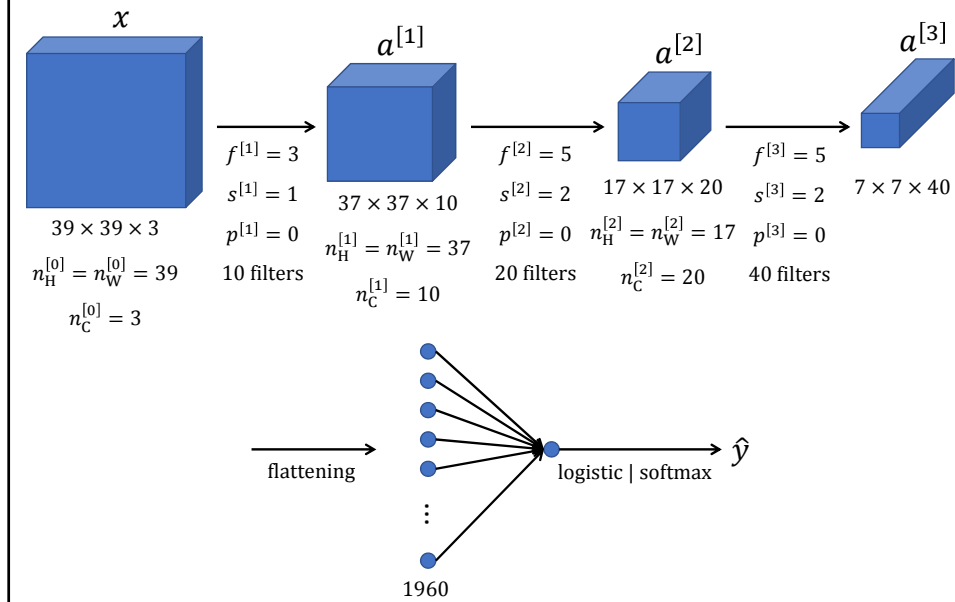 x
a^[1]
a^[2]
a^[3]
39 × 39 × 3
n_H^[0] = n_W^[0] = 39
n_C^[0] = 3
f^[1] = 3
s^[1] = 1
p^[1] = 0
10 filters
37 × 37 × 10
n_H^[1] = n_W^[1] = 37
n_C^[1] = 10
f^[2] = 5
s^[2] = 2
p^[2] = 0
20 filters
17 × 17 × 20
n_H^[2] = n_W^[2] = 17
n_C^[2] = 20
f^[3] = 5
s^[3] = 2
p^[3] = 0
40 filters
7 × 7 × 40
flattening
⋮
1960
logistic | softmax
ŷ